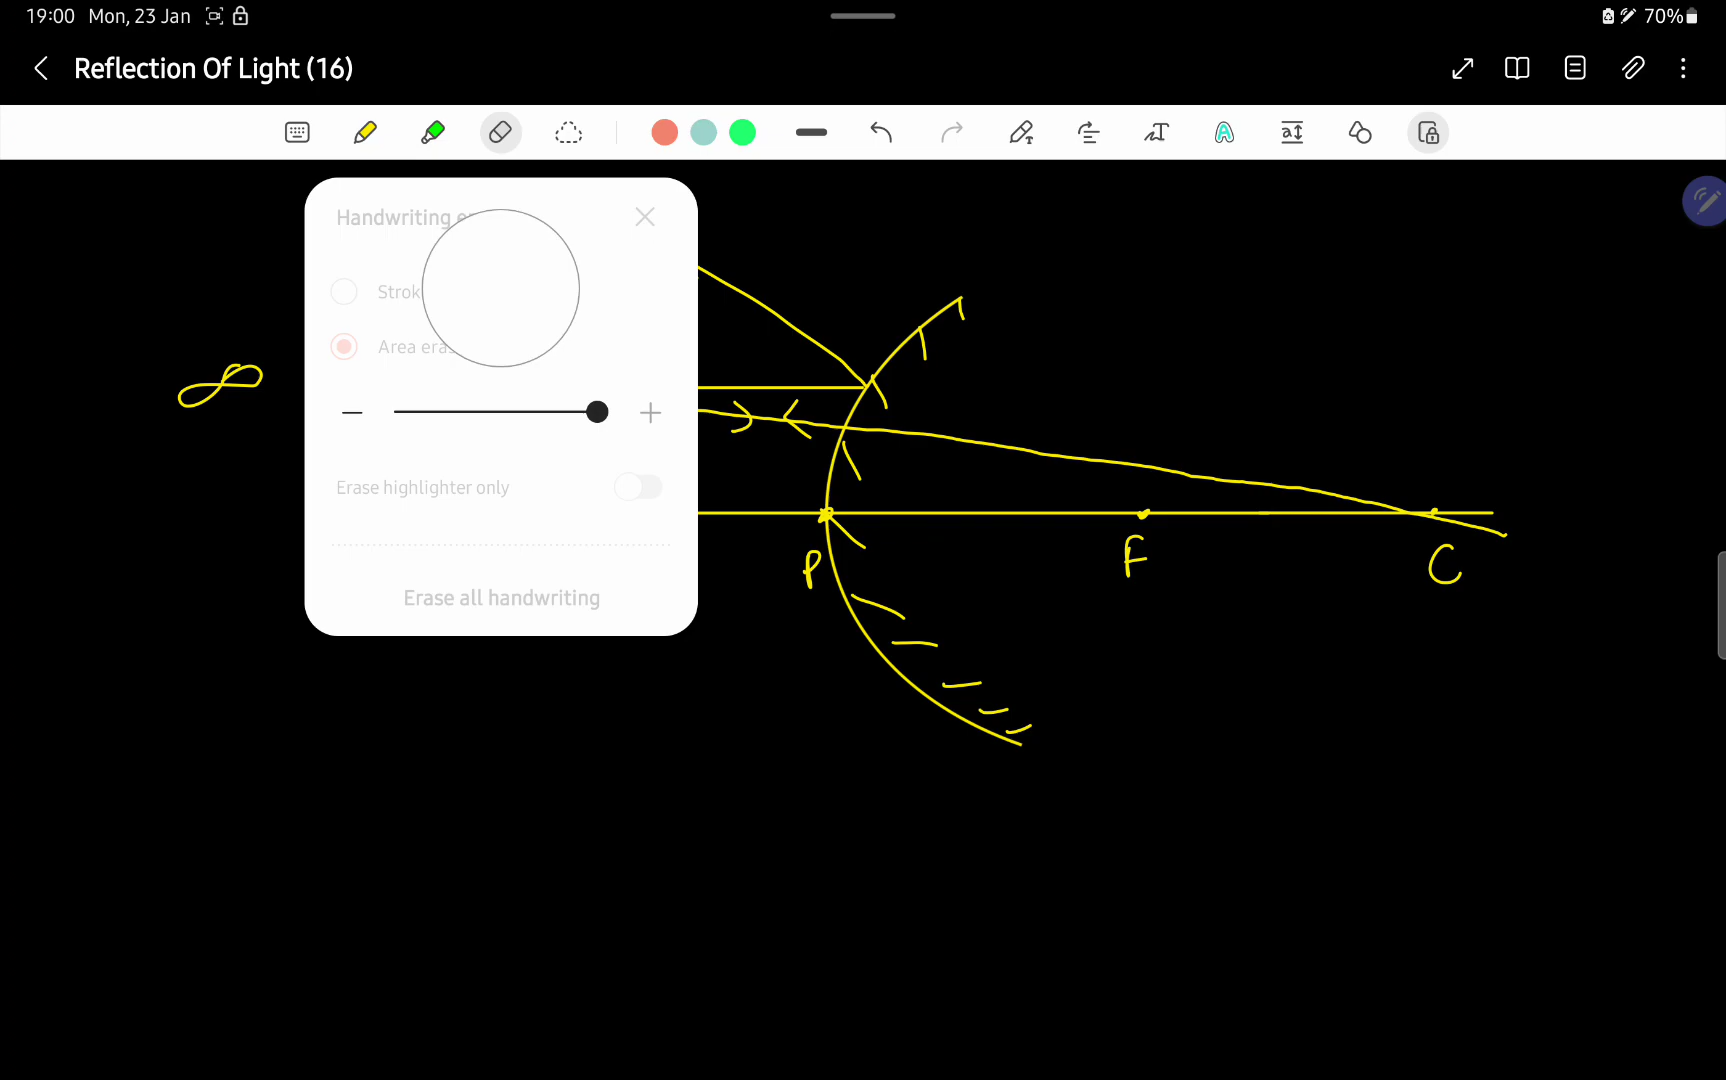 19:00 Mon, 23 Jan
70%
Reflection Of Light (16)
Handwriting
Strok
Area eras
Erase highlighter only
Erase all handwriting
∞
P
F
C